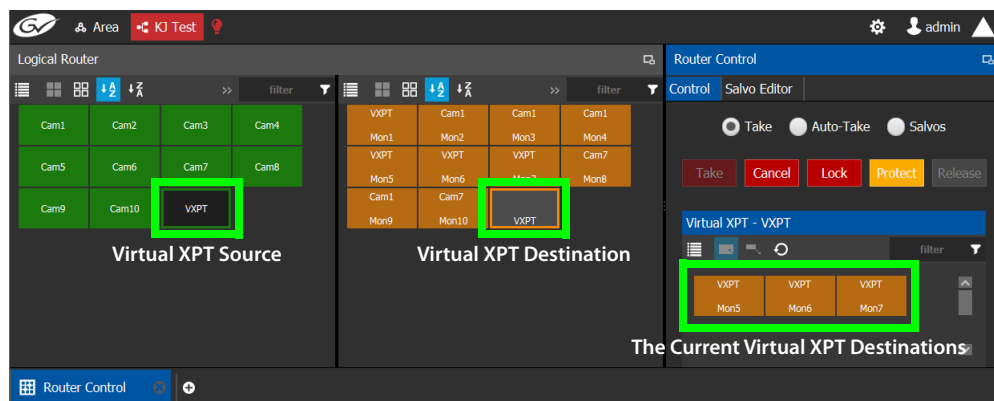 GV Area KJ Test admin
Logical Router
Router Control
>> filter
>> filter
Control Salvo Editor
Cam1 Cam2 Cam3 Cam4
Cam5 Cam6 Cam7 Cam8
Cam9 Cam10 VXPT
Virtual XPT Source
VXPT Cam1 Cam1 Cam1
Mon1 Mon2 Mon3 Mon4
VXPT VXPT VXPT Cam7
Mon5 Mon6 Mon7 Mon8
Cam1 Cam7
Mon9 Mon10 VXPT
Virtual XPT Destination
Take Auto-Take Salvos
Take Cancel Lock Protect Release
Virtual XPT - VXPT
filter
VXPT VXPT VXPT
Mon5 Mon6 Mon7
The Current Virtual XPT Destinations
Router Control